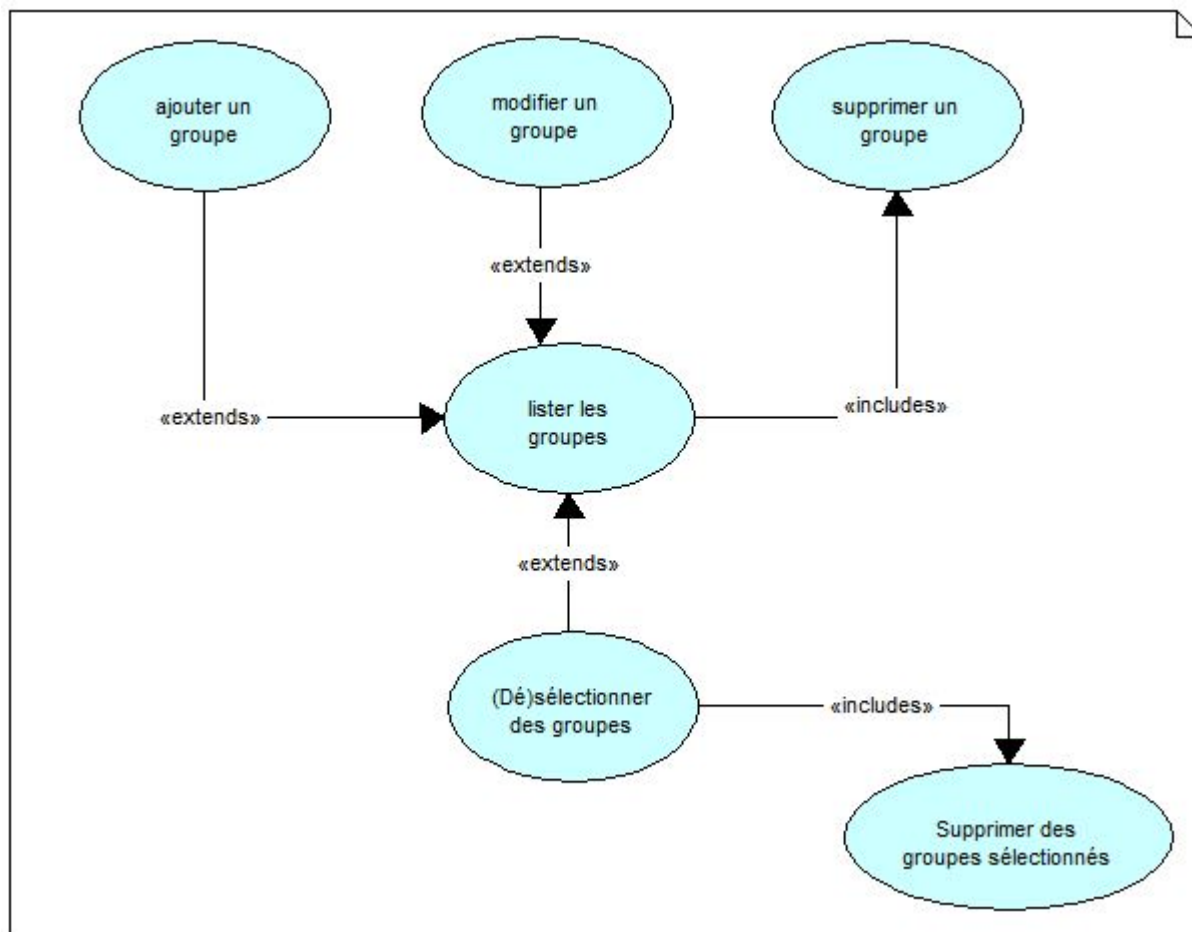 ajouter un
groupe
modifier un
groupe
supprimer un
groupe
«extends»
«extends»
«includes»
lister les
groupes
«extends»
(Dé)sélectionner
des groupes
«includes»
Supprimer des
groupes sélectionnés